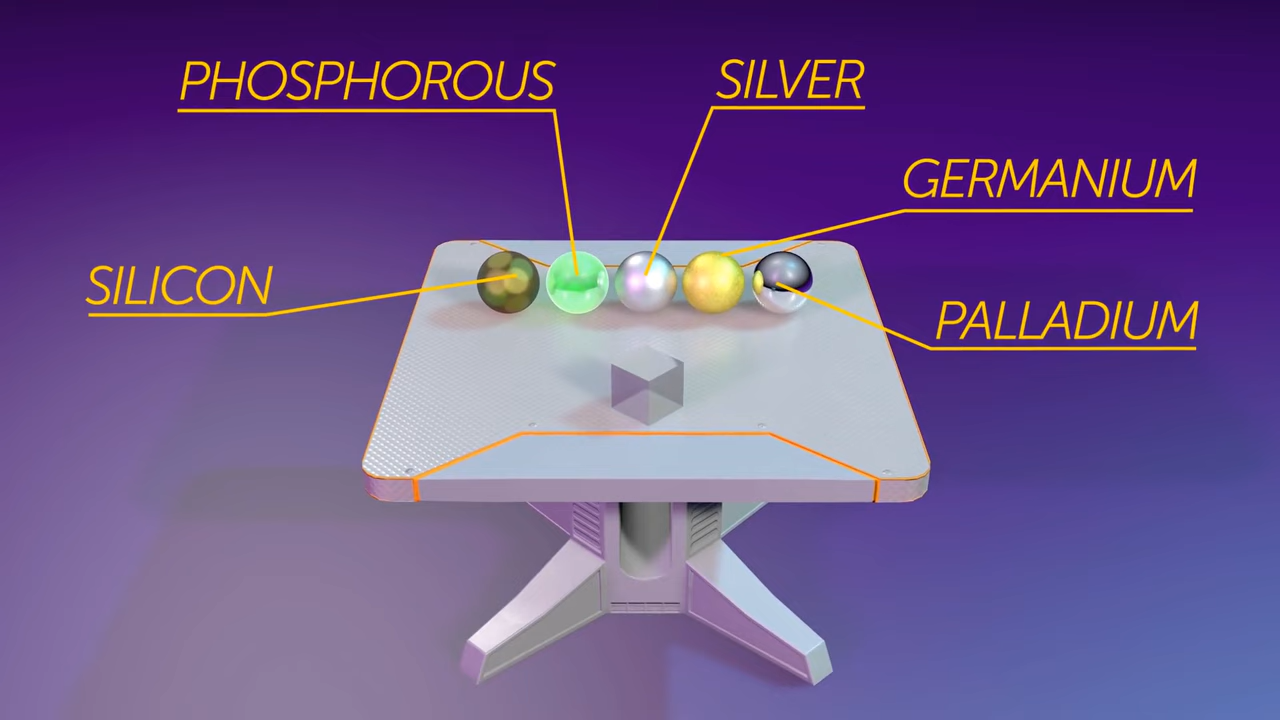 PHOSPHOROUS
SILVER
GERMANIUM
SILICON
PALLADIUM